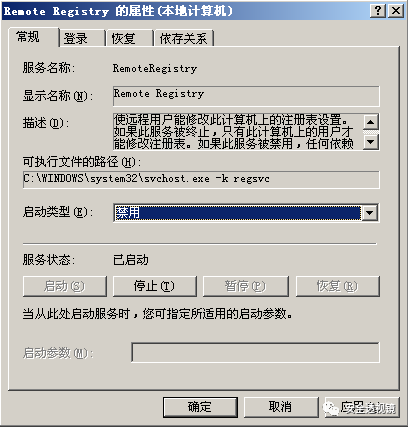 Remote Registry 的属性(本地计算机)
常规 登录 恢复 依存关系
服务名称: RemoteRegistry
显示名称(N): Remote Registry
描述(D): 使远程用户能修改此计算机上的注册表设置。
如果此服务被终止，只有此计算机上的用户才
能修改注册表。如果此服务被禁用，任何依赖
可执行文件的路径(H):
C:\WINDOWS\system32\svchost.exe -k regsvc
启动类型(E): 禁用
服务状态: 已启动
启动(S) 停止(T) 暂停(P) 恢复(R)
当从此处启动服务时，您可指定所适用的启动参数。
启动参数(M):
确定 取消 应用
安全透视镜